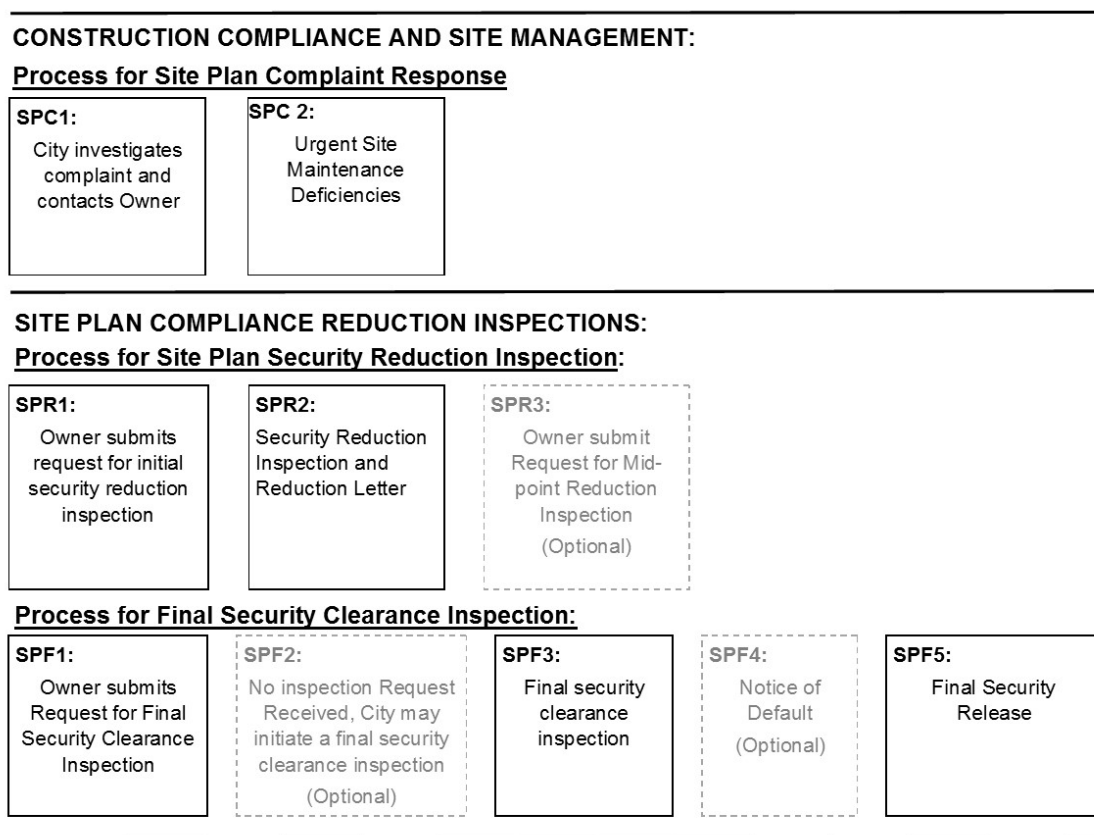 CONSTRUCTION COMPLIANCE AND SITE MANAGEMENT:
Process for Site Plan Complaint Response
SPC1:
City investigates
complaint and
contacts Owner
SPC 2:
Urgent Site
Maintenance
Deficiencies
SITE PLAN COMPLIANCE REDUCTION INSPECTIONS:
Process for Site Plan Security Reduction Inspection:
SPR1:
Owner submits
request for initial
security reduction
inspection
SPR2:
Security Reduction
Inspection and
Reduction Letter
SPR3:
Owner submit
Request for Mid-
point Reduction
Inspection
(Optional)
Process for Final Security Clearance Inspection:
SPF1:
Owner submits
Request for Final
Security Clearance
Inspection
SPF2:
No inspection Request
Received, City may
initiate a final security
clearance inspection
(Optional)
SPF3:
Final security
clearance
inspection
SPF4:
Notice of
Default
(Optional)
SPF5:
Final Security
Release